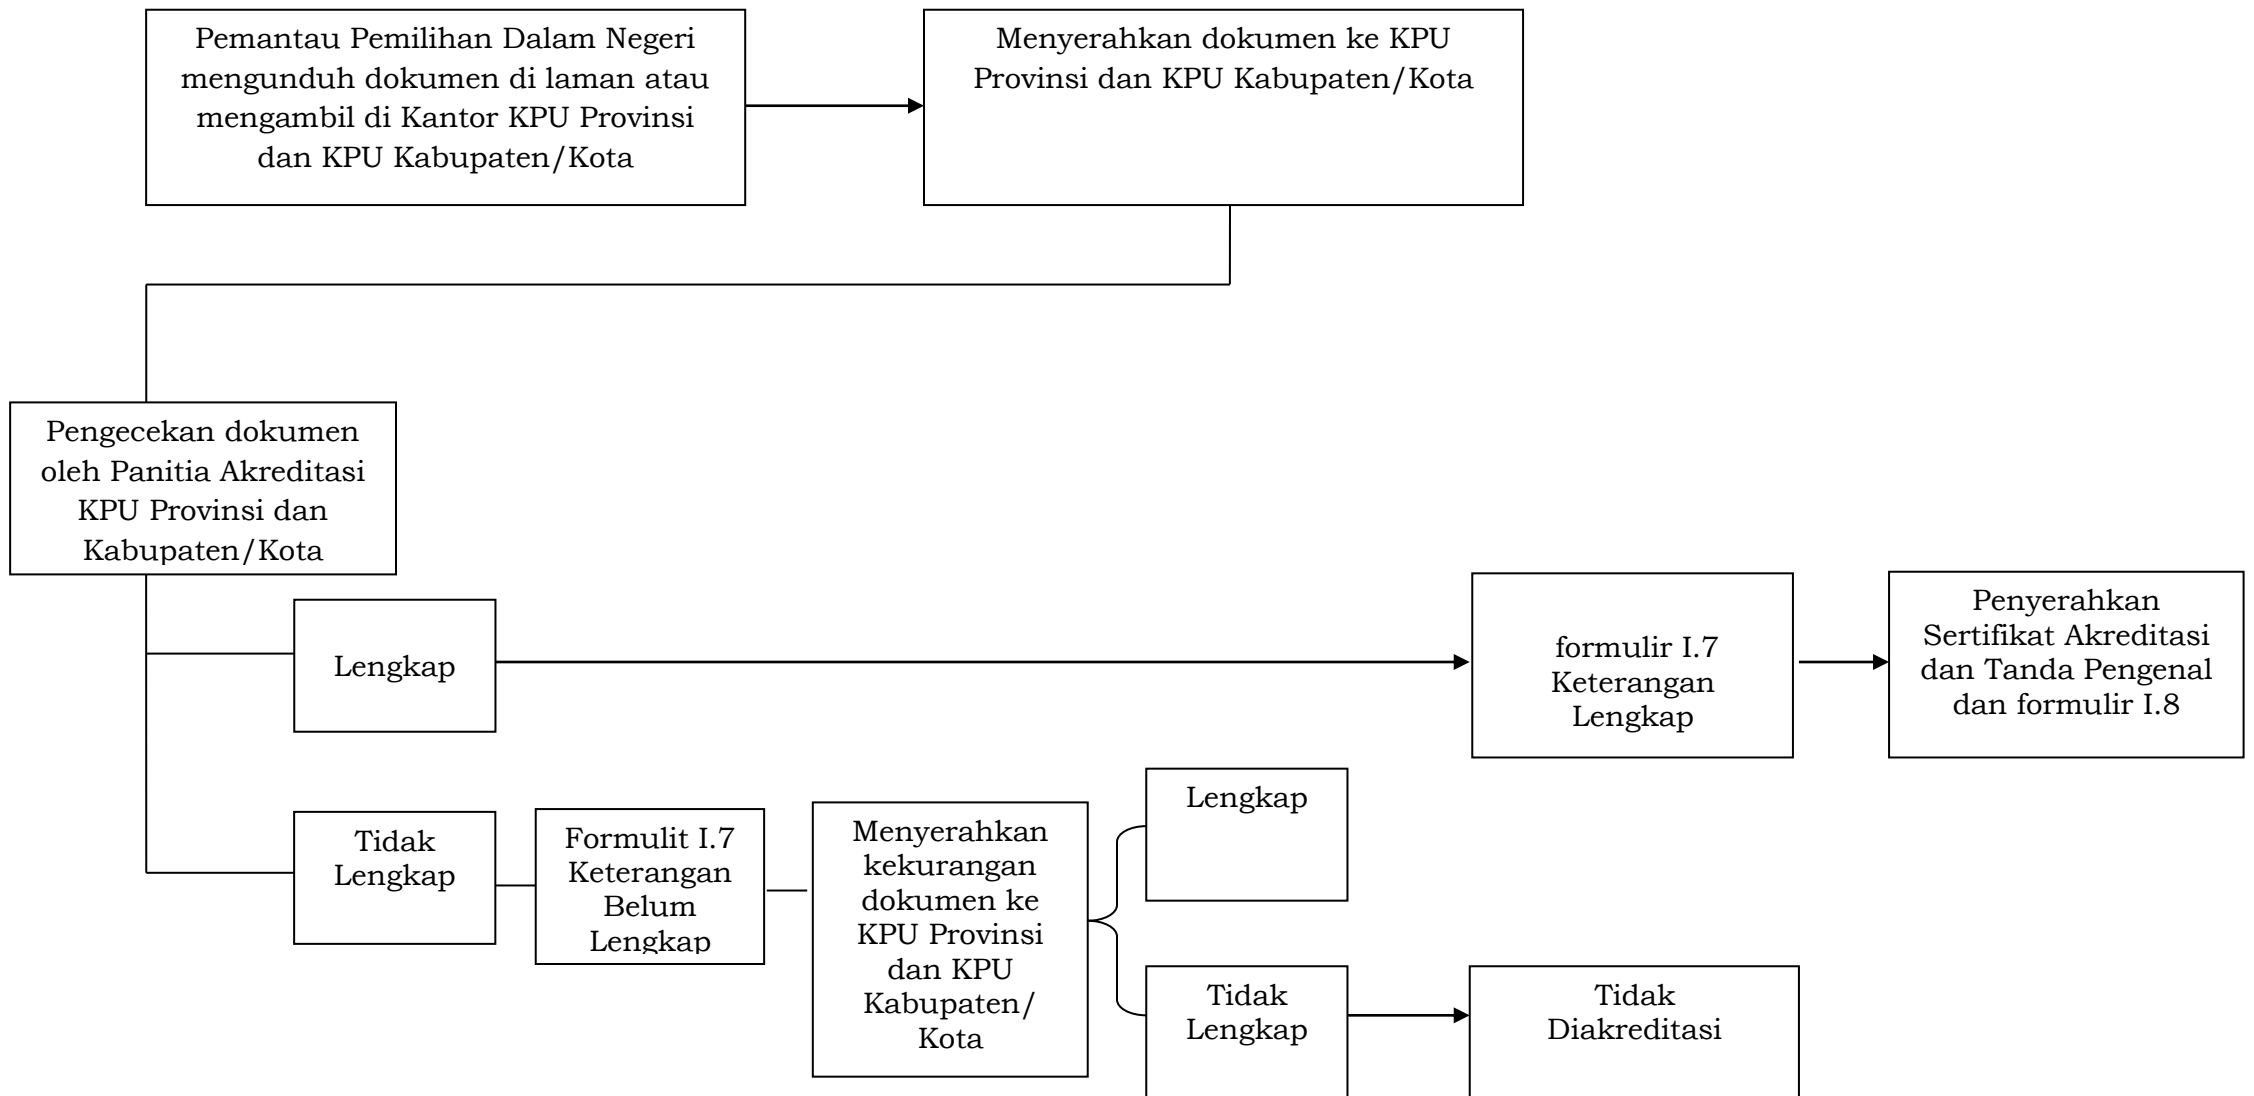 Pemantau Pemilihan Dalam Negeri
mengunduh dokumen di laman atau
mengambil di Kantor KPU Provinsi
dan KPU Kabupaten/Kota
Menyerahkan dokumen ke KPU
Provinsi dan KPU Kabupaten/Kota
Pengecekan dokumen
oleh Panitia Akreditasi
KPU Provinsi dan
Kabupaten/Kota
Lengkap
formulir I.7
Keterangan
Lengkap
Penyerahkan
Sertifikat Akreditasi
dan Tanda Pengenal
dan formulir I.8
Tidak
Lengkap
Formulit I.7
Keterangan
Belum
Lengkap
Menyerahkan
kekurangan
dokumen ke
KPU Provinsi
dan KPU
Kabupaten/
Kota
Lengkap
Tidak
Lengkap
Tidak
Diakreditasi